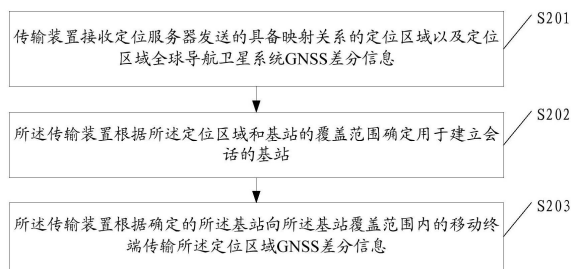 传输装置接收定位服务器发送的具备映射关系的定位区域以及定位
区域全球导航卫星系统GNSS差分信息
S201
所述传输装置根据所述定位区域和基站的覆盖范围确定用于建立会
话的基站
S202
所述传输装置根据确定的所述基站向所述基站覆盖范围内的移动终
端传输所述定位区域GNSS差分信息
S203